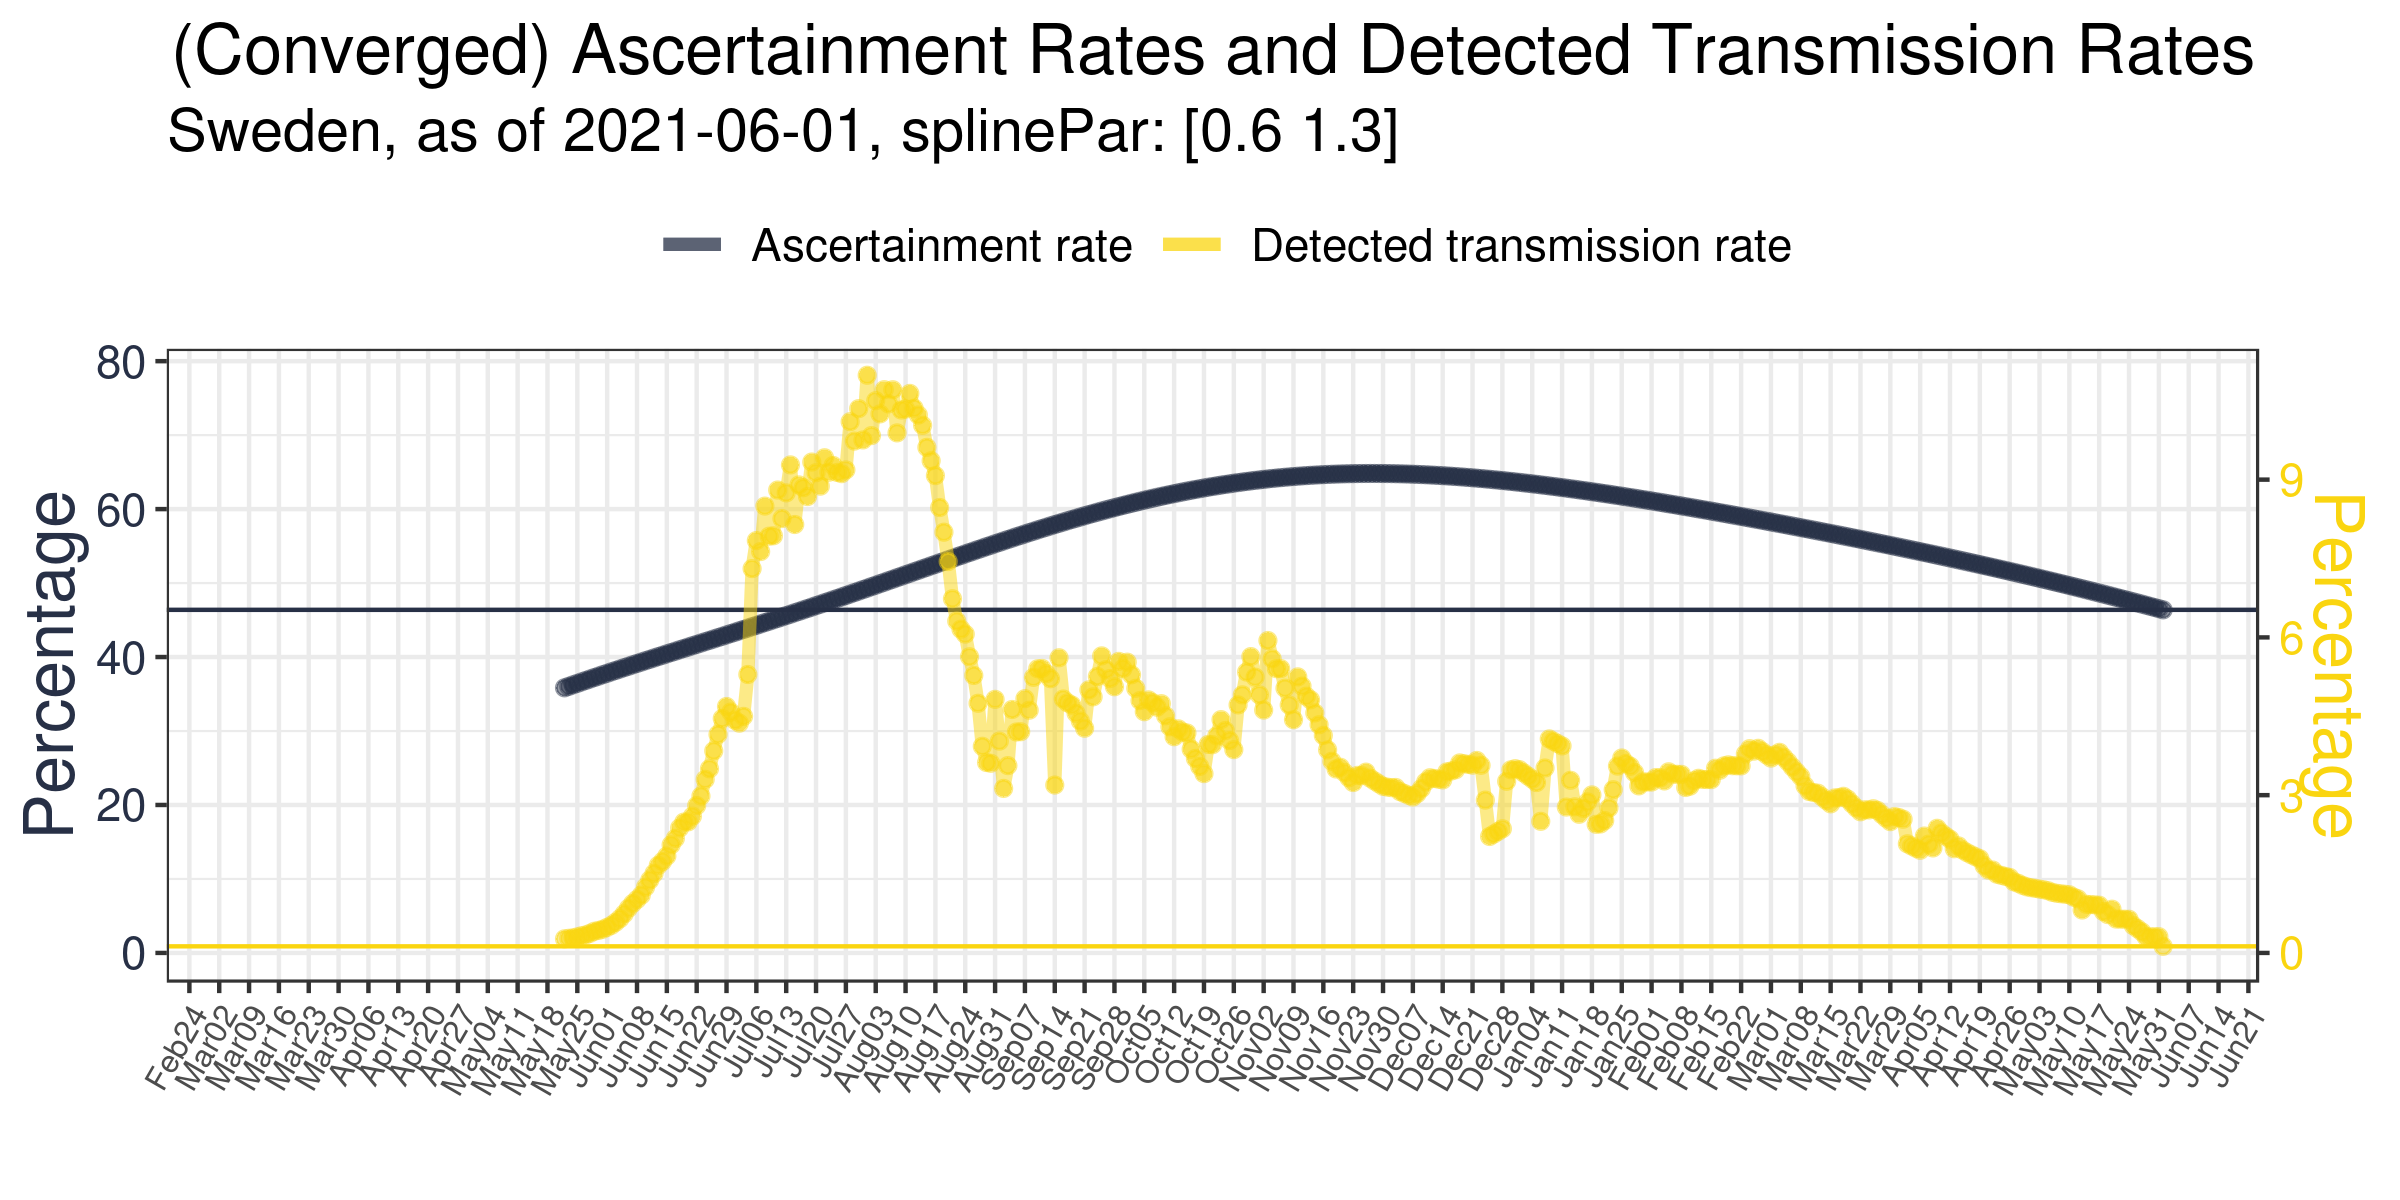 (Converged) Ascertainment Rates and Detected Transmission Rates
Sweden, as of 2021-06-01, splinePar: [0.6 1.3]
Ascertainment rate Detected transmission rate
Percentage
80
60
40
20
0
9
6
3
0
Percentage
Feb24 Mar02 Mar09 Mar16 Mar23 Mar30 Apr06 Apr13 Apr20 Apr27 May04 May11 May18 May25 Jun01 Jun08 Jun15 Jun22 Jun29 Jul06 Jul13 Jul20 Jul27 Aug03 Aug10 Aug17 Aug24 Aug31 Sep07 Sep14 Sep21 Sep28 Oct05 Oct12 Oct19 Oct26 Nov02 Nov09 Nov16 Nov23 Nov30 Dec07 Dec14 Dec21 Dec28 Jan04 Jan11 Jan18 Jan25 Feb01 Feb08 Feb15 Feb22 Mar01 Mar08 Mar15 Mar22 Mar29 Apr05 Apr12 Apr19 Apr26 May03 May10 May17 May24 May31 Jun07 Jun14 Jun21